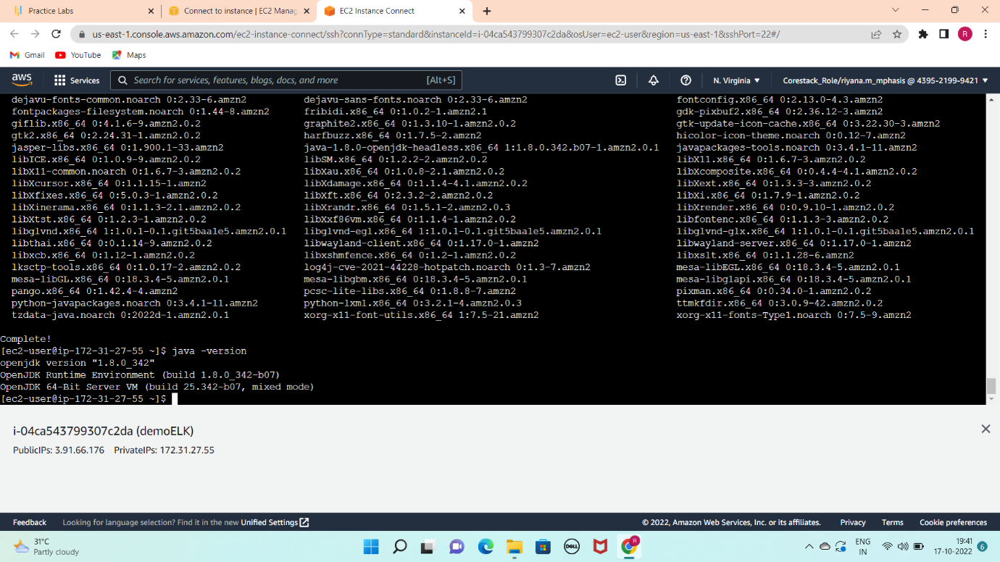 Practice Labs
Connect to instance | EC2 Manag
EC2 Instance Connect
us-east-1.console.aws.amazon.com/ec2-instance-connect/ssh?connType=standard&instanceId=i-04ca543799307c2da&osUser=ec2-user&region=us-east-1&sshPort=22#/
R
Gmail YouTube Maps
aws Services Search for services, features, blogs, docs, and more [Alt+S] N. Virginia Corestack_Role/riyana.m_mphasis @ 4395-2199-9421
dejavu-fonts-common.noarch 0:2.33-6.amzn2 dejavu-sans-fonts.noarch 0:2.33-6.amzn2 fontconfig.x86_64 0:2.13.0-4.3.amzn2
fontpackages-filesystem.noarch 0:1.44-8.amzn2 fribidi.x86_64 0:1.0.2-1.amzn2.1 gdk-pixbuf2.x86_64 0:2.36.12-3.amzn2
giflib.x86_64 0:4.1.6-9.amzn2.0.2 graphite2.x86_64 0:1.3.10-1.amzn2.0.2 gtk-update-icon-cache.x86_64 0:3.22.30-3.amzn2
gtk2.x86_64 0:2.24.31-1.amzn2.0.2 harfbuzz.x86_64 0:1.7.5-2.amzn2 hicolor-icon-theme.noarch 0:0.12-7.amzn2
jasper-libs.x86_64 0:1.900.1-33.amzn2 java-1.8.0-openjdk-headless.x86_64 1:1.8.0.342.b07-1.amzn2.0.1 javapackages-tools.noarch 0:3.4.1-11.amzn2
libICE.x86_64 0:1.0.9-9.amzn2.0.2 libSM.x86_64 0:1.2.2-2.amzn2.0.2 libX11.x86_64 0:1.6.7-3.amzn2.0.2
libX11-common.noarch 0:1.6.7-3.amzn2.0.2 libXau.x86_64 0:1.0.8-2.1.amzn2.0.2 libXcomposite.x86_64 0:0.4.4-4.1.amzn2.0.2
libXcursor.x86_64 0:1.1.15-1.amzn2 libXdamage.x86_64 0:1.1.4-4.1.amzn2.0.2 libXext.x86_64 0:1.3.3-3.amzn2.0.2
libXfixes.x86_64 0:5.0.3-1.amzn2.0.2 libXft.x86_64 0:2.3.2-2.amzn2.0.2 libXi.x86_64 0:1.7.9-1.amzn2.0.2
libXinerama.x86_64 0:1.1.3-2.1.amzn2.0.2 libXrandr.x86_64 0:1.5.1-2.amzn2.0.3 libXrender.x86_64 0:0.9.10-1.amzn2.0.2
libXtst.x86_64 0:1.2.3-1.amzn2.0.2 libXxf86vm.x86_64 0:1.1.4-1.amzn2.0.2 libfontenc.x86_64 0:1.1.3-3.amzn2.0.2
libglvnd.x86_64 1:1.0.1-0.1.git5baa1e5.amzn2.0.1 libglvnd-egl.x86_64 1:1.0.1-0.1.git5baa1e5.amzn2.0.1 libglvnd-glx.x86_64 1:1.0.1-0.1.git5baa1e5.amzn2.0.1
libthai.x86_64 0:0.1.14-9.amzn2.0.2 libwayland-client.x86_64 0:1.17.0-1.amzn2 libwayland-server.x86_64 0:1.17.0-1.amzn2
libxcb.x86_64 0:1.12-1.amzn2.0.2 libxshmfence.x86_64 0:1.2-1.amzn2.0.2 libxslt.x86_64 0:1.1.28-6.amzn2
lksctp-tools.x86_64 0:1.0.17-2.amzn2.0.2 log4j-cve-2021-44228-hotpatch.noarch 0:1.3-7.amzn2 mesa-libEGL.x86_64 0:18.3.4-5.amzn2.0.1
mesa-libGL.x86_64 0:18.3.4-5.amzn2.0.1 mesa-libgbm.x86_64 0:18.3.4-5.amzn2.0.1 mesa-libglapi.x86_64 0:18.3.4-5.amzn2.0.1
pango.x86_64 0:1.42.4-4.amzn2 pcsc-lite-libs.x86_64 0:1.8.8-7.amzn2 pixman.x86_64 0:0.34.0-1.amzn2.0.2
python-javapackages.noarch 0:3.4.1-11.amzn2 python-lxml.x86_64 0:3.2.1-4.amzn2.0.3 ttmkfdir.x86_64 0:3.0.9-42.amzn2.0.2
tzdata-java.noarch 0:2022d-1.amzn2.0.1 xorg-x11-font-utils.x86_64 1:7.5-21.amzn2 xorg-x11-fonts-Type1.noarch 0:7.5-9.amzn2
Complete!
[ec2-user@ip-172-31-27-55 ~]$ java -version
openjdk version "1.8.0_342"
OpenJDK Runtime Environment (build 1.8.0_342-b07)
OpenJDK 64-Bit Server VM (build 25.342-b07, mixed mode)
[ec2-user@ip-172-31-27-55 ~]$
i-04ca543799307c2da (demoELK)
PublicIPs: 3.91.66.176 PrivateIPs: 172.31.27.55
Feedback Looking for language selection? Find it in the new Unified Settings © 2022, Amazon Web Services, Inc. or its affiliates. Privacy Terms Cookie preferences
31°C
Partly cloudy
DELL
R
ENG
IN
19:41
17-10-2022
6